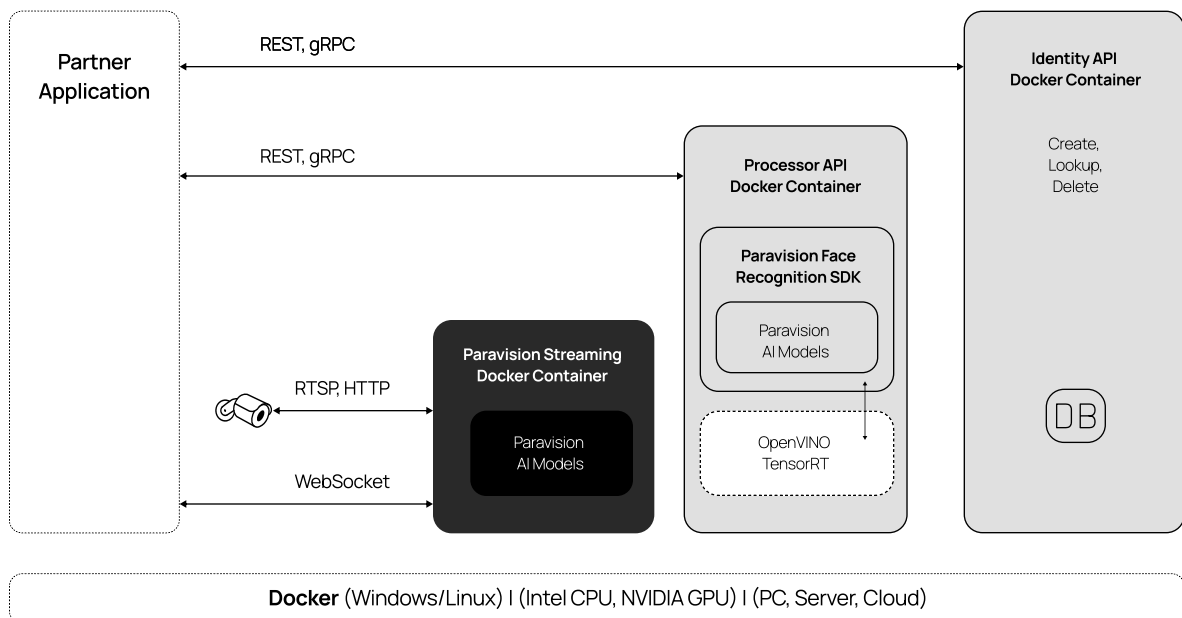 Partner
Application
REST, gRPC
REST, gRPC
RTSP, HTTP
WebSocket
Paravision Streaming
Docker Container
Paravision
AI Models
Processor API
Docker Container
Paravision Face
Recognition SDK
Paravision
AI Models
OpenVINO
TensorRT
Identity API
Docker Container
Create,
Lookup,
Delete
DB
Docker (Windows/Linux) | (Intel CPU, NVIDIA GPU) | (PC, Server, Cloud)